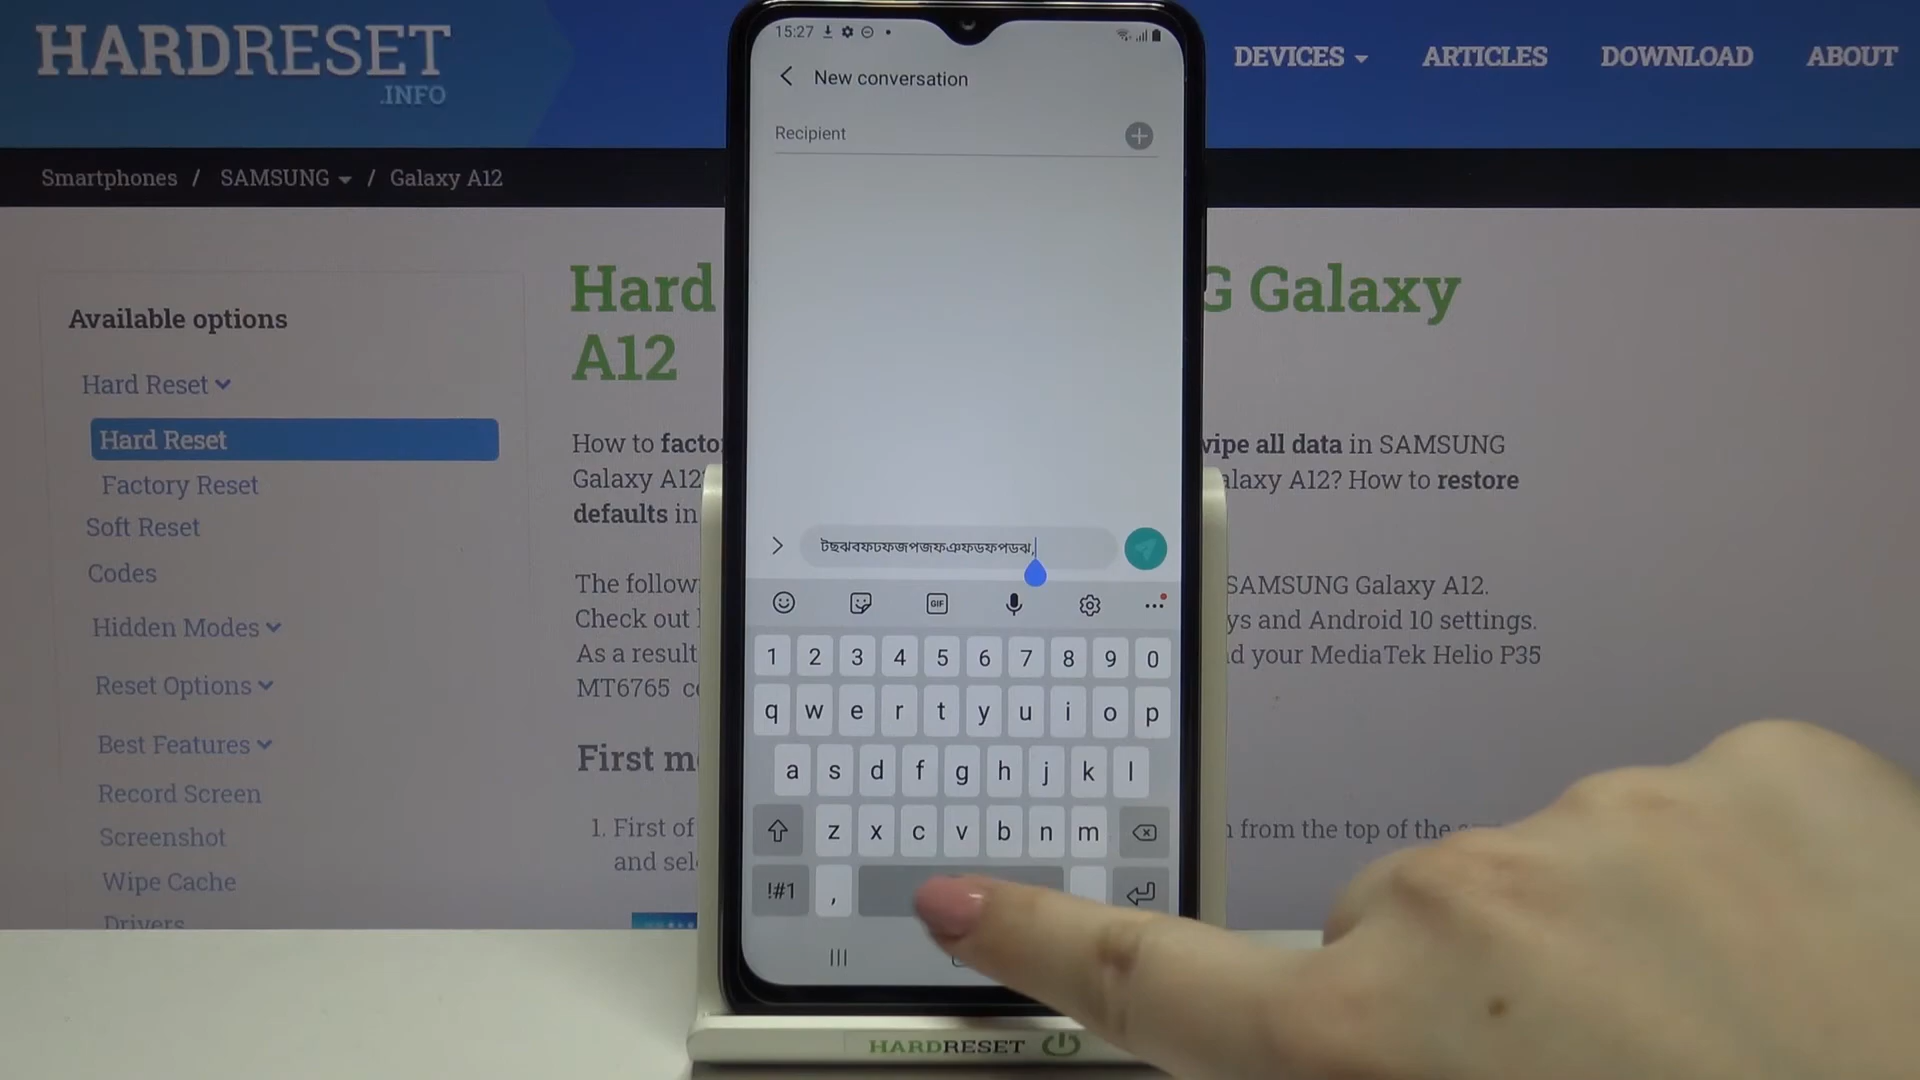 HARDRESET
.INFO
DEVICES
ARTICLES
DOWNLOAD
ABOUT
Smartphones / SAMSUNG / Galaxy A12
Available options
Hard Reset
Hard Reset
Factory Reset
Soft Reset
Codes
Hidden Modes
Reset Options
Best Features
Record Screen
Screenshot
Wipe Cache
Drivers
Hard
G Galaxy
A12
How to
wipe all data in SAMSUNG
Galaxy A12
Galaxy A12? How to restore
defaults in
The
SAMSUNG Galaxy A12.
Check out
and Android 10 settings.
As a result
your MediaTek Helio P35
MT6765
First
1. First of
from the top of the
and
15:27
New conversation
Recipient
টছঝবফঢফজপজফঞফডফপডঝ,
GIF
1 2 3 4 5 6 7 8 9 0
q w e r t y u i o p
a s d f g h j k l
z x c v b n m
!#1 ,
HARDRESET